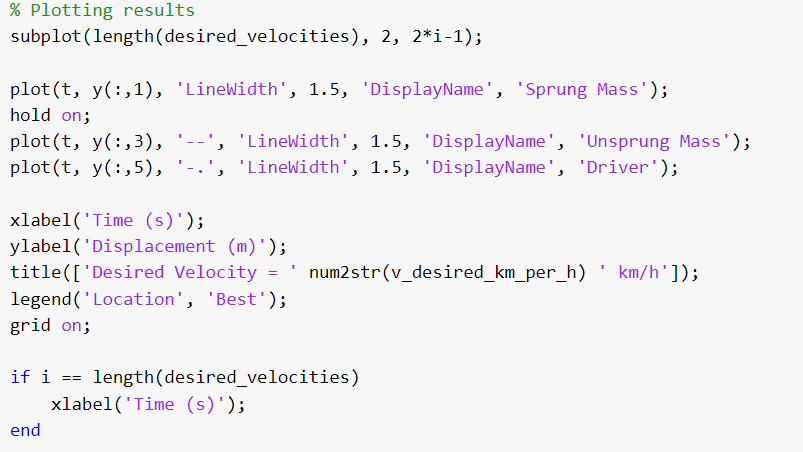 % Plotting results
subplot(length(desired_velocities), 2, 2*i-1);
plot(t, y(:,1), 'LineWidth', 1.5, 'DisplayName', 'Sprung Mass');
hold on;
plot(t, y(:,3), '--', 'LineWidth', 1.5, 'DisplayName', 'Unsprung Mass');
plot(t, y(:,5), '-.', 'LineWidth', 1.5, 'DisplayName', 'Driver');
xlabel('Time (s)');
ylabel('Displacement (m)');
title(['Desired Velocity = ' num2str(v_desired_km_per_h) ' km/h']);
legend('Location', 'Best');
grid on;
if i == length(desired_velocities)
    xlabel('Time (s)');
end